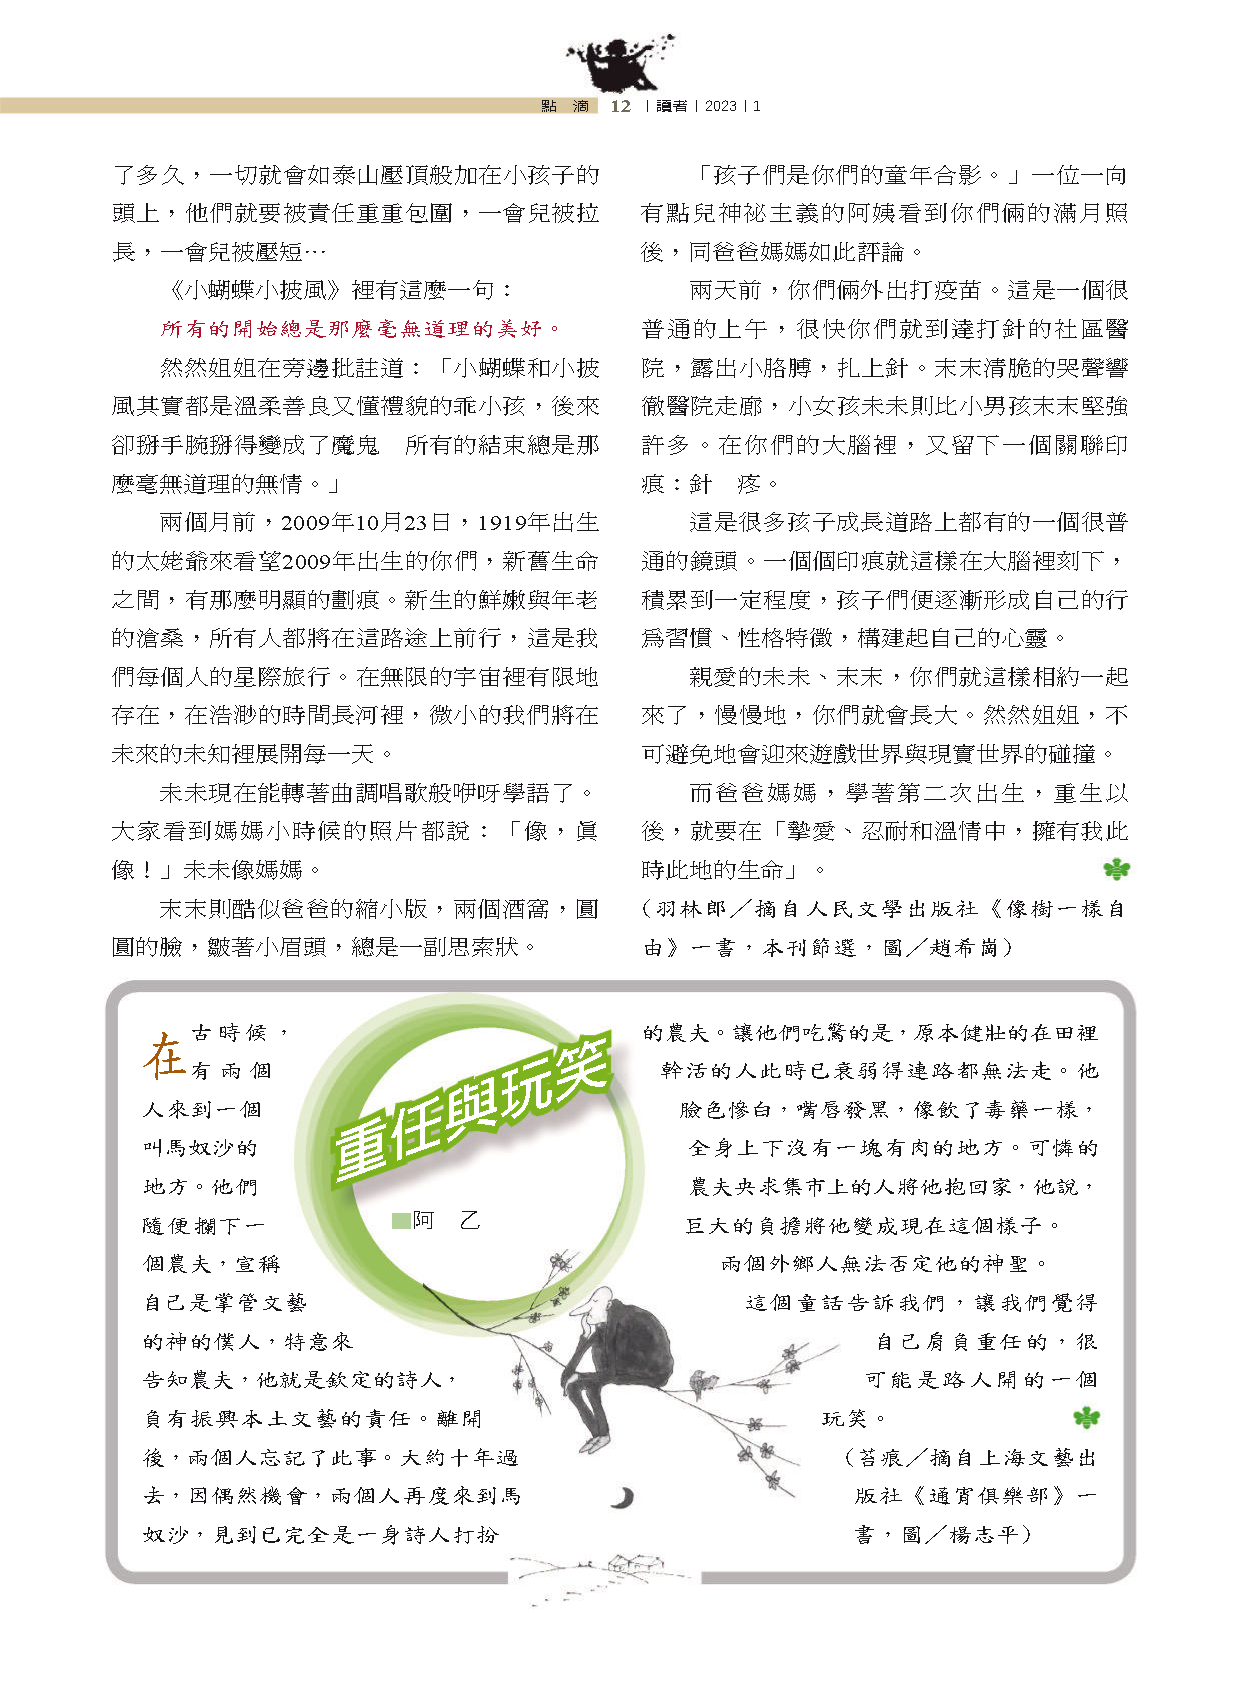 點　滴　12　|讀者|2023|1
了多久，一切就會如泰山壓頂般加在小孩子的
頭上，他們就要被責任重重包圍，一會兒被拉
長，一會兒被壓短…
《小蝴蝶小披風》裡有這麼一句：
所有的開始總是那麼毫無道理的美好。
然然姐姐在旁邊批註道：「小蝴蝶和小披
風其實都是溫柔善良又懂禮貌的乖小孩，後來
卻掰手腕掰得變成了魔鬼　所有的結束總是那
麼毫無道理的無情。」
兩個月前，2009年10月23日，1919年出生
的太姥爺來看望2009年出生的你們，新舊生命
之間，有那麼明顯的劃痕。新生的鮮嫩與年老
的滄桑，所有人都將在這路途上前行，這是我
們每個人的星際旅行。在無限的宇宙裡有限地
存在，在浩渺的時間長河裡，微小的我們將在
未來的未知裡展開每一天。
未未現在能轉著曲調唱歌般咿呀學語了。
大家看到媽媽小時候的照片都說：「像，眞
像！」未未像媽媽。
末末則酷似爸爸的縮小版，兩個酒窩，圓
圓的臉，皺著小眉頭，總是一副思索狀。
「孩子們是你們的童年合影。」一位一向
有點兒神祕主義的阿姨看到你們倆的滿月照
後，同爸爸媽媽如此評論。
兩天前，你們倆外出打疫苗。這是一個很
普通的上午，很快你們就到達打針的社區醫
院，露出小胳膊，扎上針。末末清脆的哭聲響
徹醫院走廊，小女孩未未則比小男孩末末堅強
許多。在你們的大腦裡，又留下一個關聯印
痕：針　疼。
這是很多孩子成長道路上都有的一個很普
通的鏡頭。一個個印痕就這樣在大腦裡刻下，
積累到一定程度，孩子們便逐漸形成自己的行
爲習慣、性格特徵，構建起自己的心靈。
親愛的未未、末末，你們就這樣相約一起
來了，慢慢地，你們就會長大。然然姐姐，不
可避免地會迎來遊戲世界與現實世界的碰撞。
而爸爸媽媽，學著第二次出生，重生以
後，就要在「摯愛、忍耐和溫情中，擁有我此
時此地的生命」。
（羽林郎／摘自人民文學出版社《像樹一樣自
由》一書，本刊節選，圖／趙希崗）
重任與玩笑
■阿　乙
在古時候，
有兩個
人來到一個
叫馬奴沙的
地方。他們
隨便攔下一
個農夫，宣稱
自己是掌管文藝
的神的僕人，特意來
告知農夫，他就是欽定的詩人，
負有振興本土文藝的責任。離開
後，兩個人忘記了此事。大約十年過
去，因偶然機會，兩個人再度來到馬
奴沙，見到已完全是一身詩人打扮
的農夫。讓他們吃驚的是，原本健壯的在田裡
幹活的人此時已衰弱得連路都無法走。他
臉色慘白，嘴唇發黑，像飲了毒藥一樣，
全身上下沒有一塊有肉的地方。可憐的
農夫央求集市上的人將他抱回家，他說，
巨大的負擔將他變成現在這個樣子。
兩個外鄉人無法否定他的神聖。
這個童話告訴我們，讓我們覺得
自己肩負重任的，很
可能是路人開的一個
玩笑。
（苔痕／摘自上海文藝出
版社《通宵俱樂部》一
書，圖／楊志平）